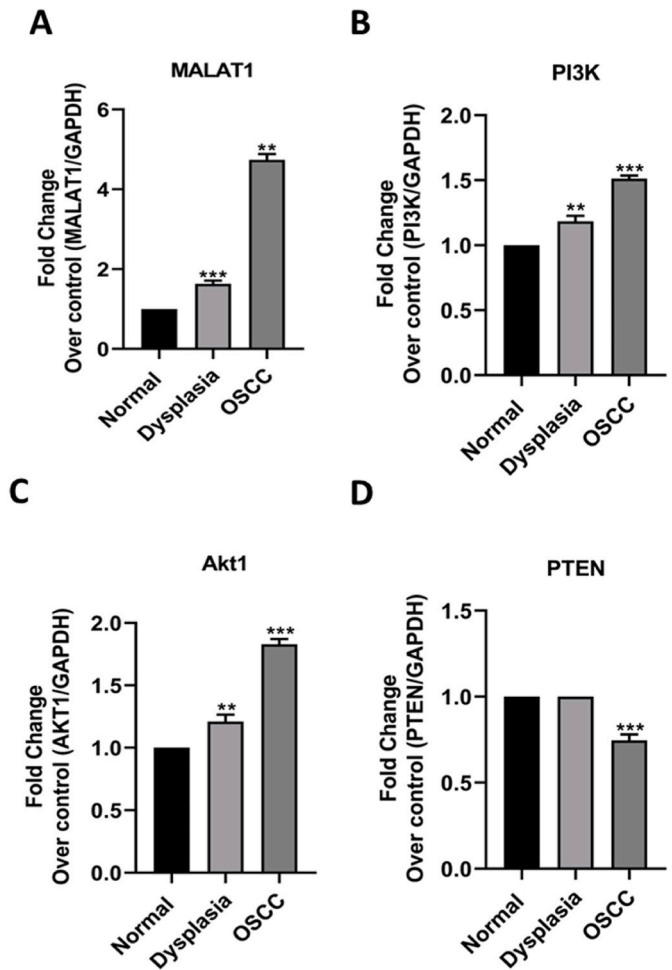 A
MALAT1
Fold Change
Over control (MALAT1/GAPDH)
6
4
2
0
***
**
Normal
Dysplasia
OSCC
B
PI3K
Fold Change
Over control (PI3K/GAPDH)
2.0
1.5
1.0
0.5
0.0
**
***
Normal
Dysplasia
OSCC
C
Akt1
Fold Change
Over control (AKT1/GAPDH)
2.0
1.5
1.0
0.5
0.0
**
***
Normal
Dysplasia
OSCC
D
PTEN
Fold Change
Over control (PTEN/GAPDH)
1.5
1.0
0.5
0.0
***
Normal
Dysplasia
OSCC